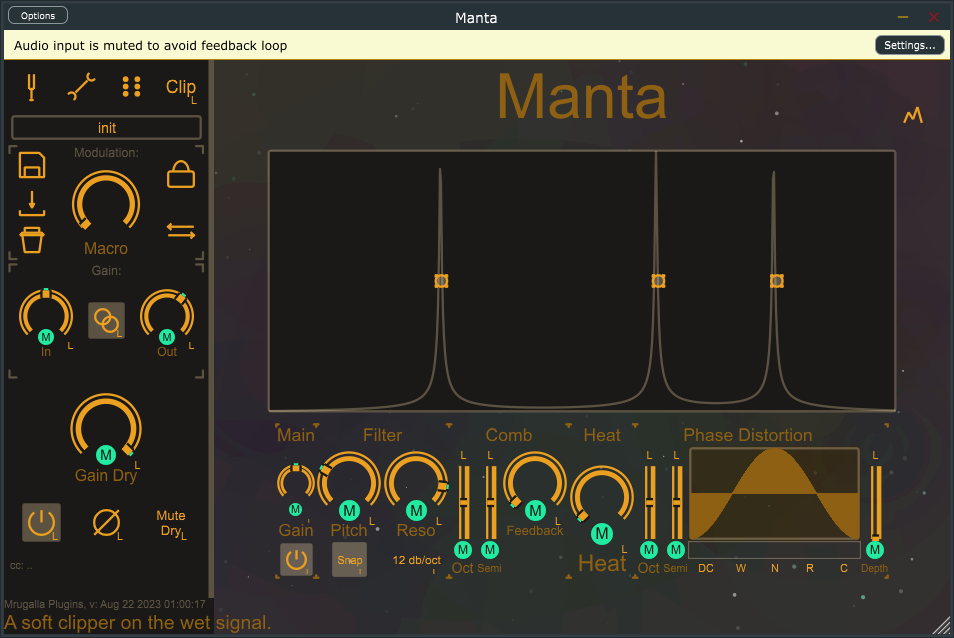 Options
Manta
Audio input is muted to avoid feedback loop
Settings...
Clip
L
Manta
init
Modulation:
Macro
Gain:
M
L
M
L
L
In
Out
M
L
Gain Dry
L
L
Mute
Dry
L
cc: ..
Mrugalla Plugins, v: Aug 22 2023 01:00:17
A soft clipper on the wet signal.
Main
Filter
Comb
Heat
Phase Distortion
L
L
L
L
L
M
M
M
M
M
L
L
L
L
Gain
Pitch
Reso
Feedback
Snap
12 db/oct
M
M
M
M
M
L
Oct
Semi
Heat
Oct
Semi
DC
W
N
R
C
Depth